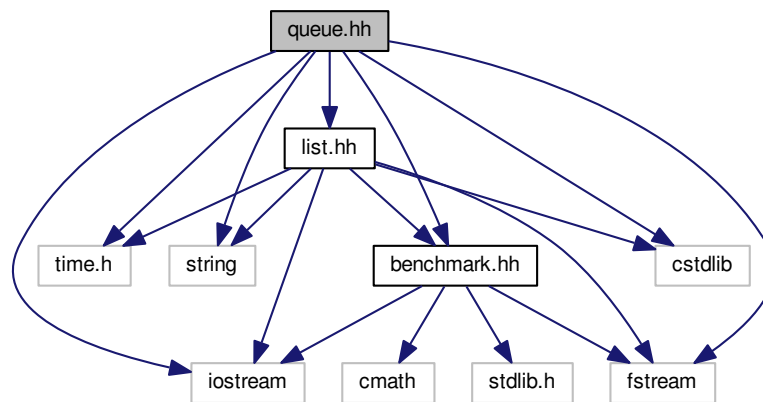 queue.hh
list.hh
time.h
string
benchmark.hh
cstdlib
iostream
cmath
stdlib.h
fstream